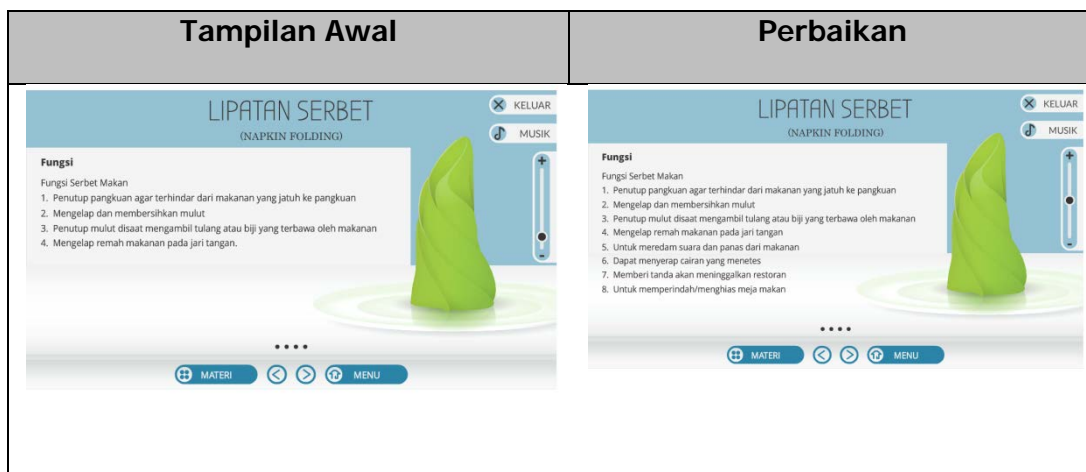 Tampilan Awal
Perbaikan
LIPATAN SERBET
(NAPKIN FOLDING)
KELUAR
MUSIK
Fungsi
Fungsi Serbet Makan
1. Penutup pangkuan agar terhindar dari makanan yang jatuh ke pangkuan
2. Mengelap dan membersihkan mulut
3. Penutup mulut disaat mengambil tulang atau biji yang terbawa oleh makanan
4. Mengelap remah makanan pada jari tangan.
+
-
MATERI
MENU
LIPATAN SERBET
(NAPKIN FOLDING)
KELUAR
MUSIK
Fungsi
Fungsi Serbet Makan
1. Penutup pangkuan agar terhindar dari makanan yang jatuh ke pangkuan
2. Mengelap dan membersihkan mulut
3. Penutup mulut disaat mengambil tulang atau biji yang terbawa oleh makanan
4. Mengelap remah makanan pada jari tangan
5. Untuk meredam suara dan panas dari makanan
6. Dapat menyerap cairan yang menetes
7. Memberi tanda akan meninggalkan restoran
8. Untuk memperindah/menghias meja makan
+
-
MATERI
MENU